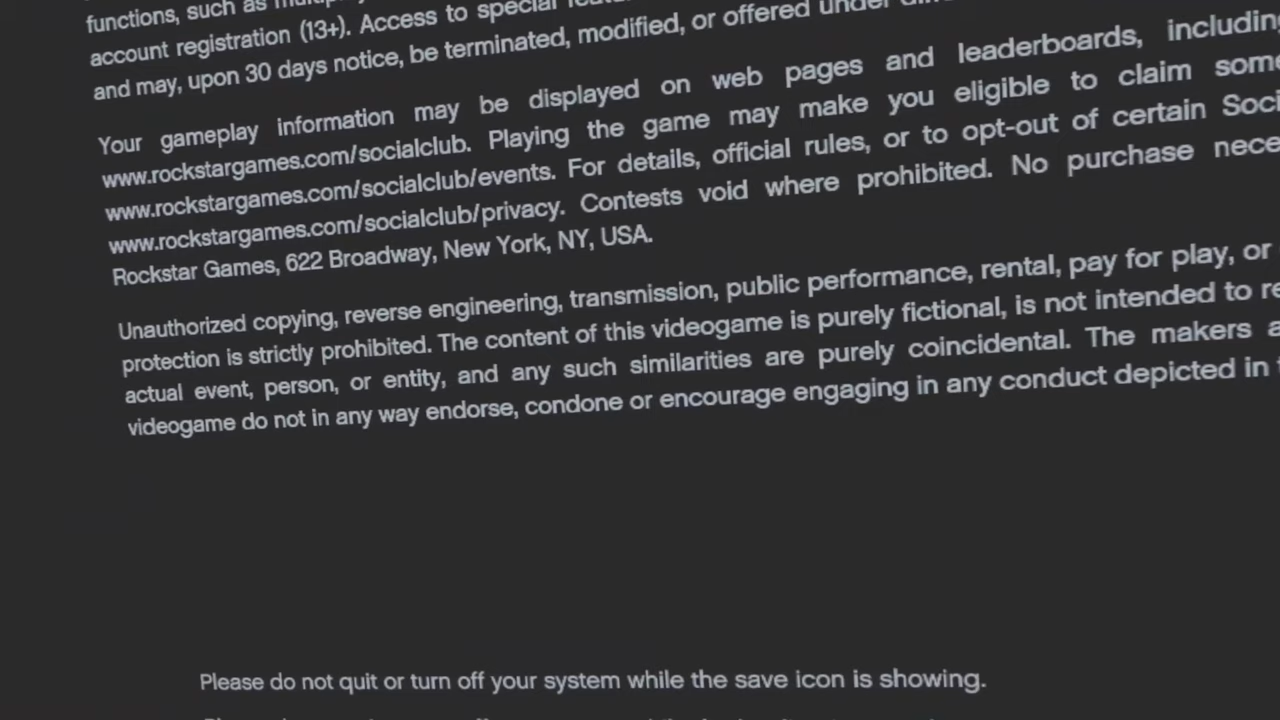 functions, such as
account registration (13+). Access to special
and may, upon 30 days notice, be terminated, modified, or offered under
Your gameplay information may be displayed on web pages and leaderboards, including
www.rockstargames.com/socialclub. Playing the game may make you eligible to claim some
www.rockstargames.com/socialclub/events. For details, official rules, or to opt-out of certain Soci
www.rockstargames.com/socialclub/privacy. Contests void where prohibited. No purchase nece
Rockstar Games, 622 Broadway, New York, NY, USA.
Unauthorized copying, reverse engineering, transmission, public performance, rental, pay for play, or
protection is strictly prohibited. The content of this videogame is purely fictional, is not intended to re
actual event, person, or entity, and any such similarities are purely coincidental. The makers a
videogame do not in any way endorse, condone or encourage engaging in any conduct depicted in
Please do not quit or turn off your system while the save icon is showing.